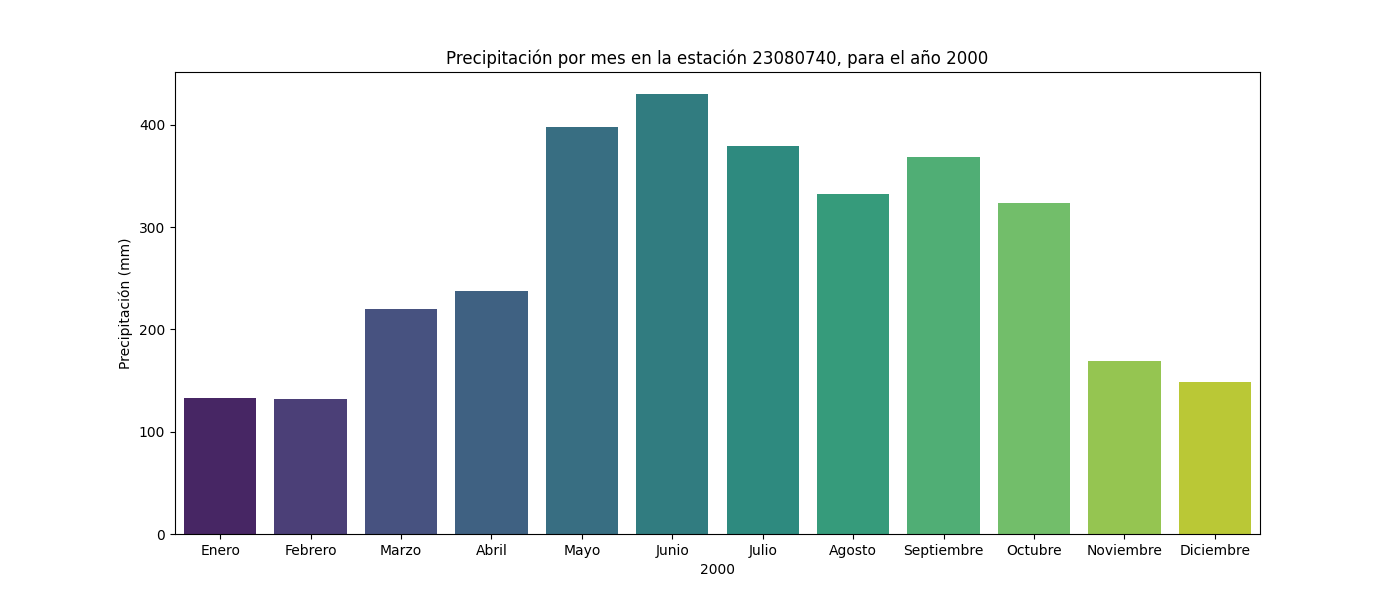 Precipitación por mes en la estación 23080740, para el año 2000
Precipitación (mm)
400
300
200
100
0
Enero Febrero Marzo Abril Mayo Junio Julio Agosto Septiembre Octubre Noviembre Diciembre
2000